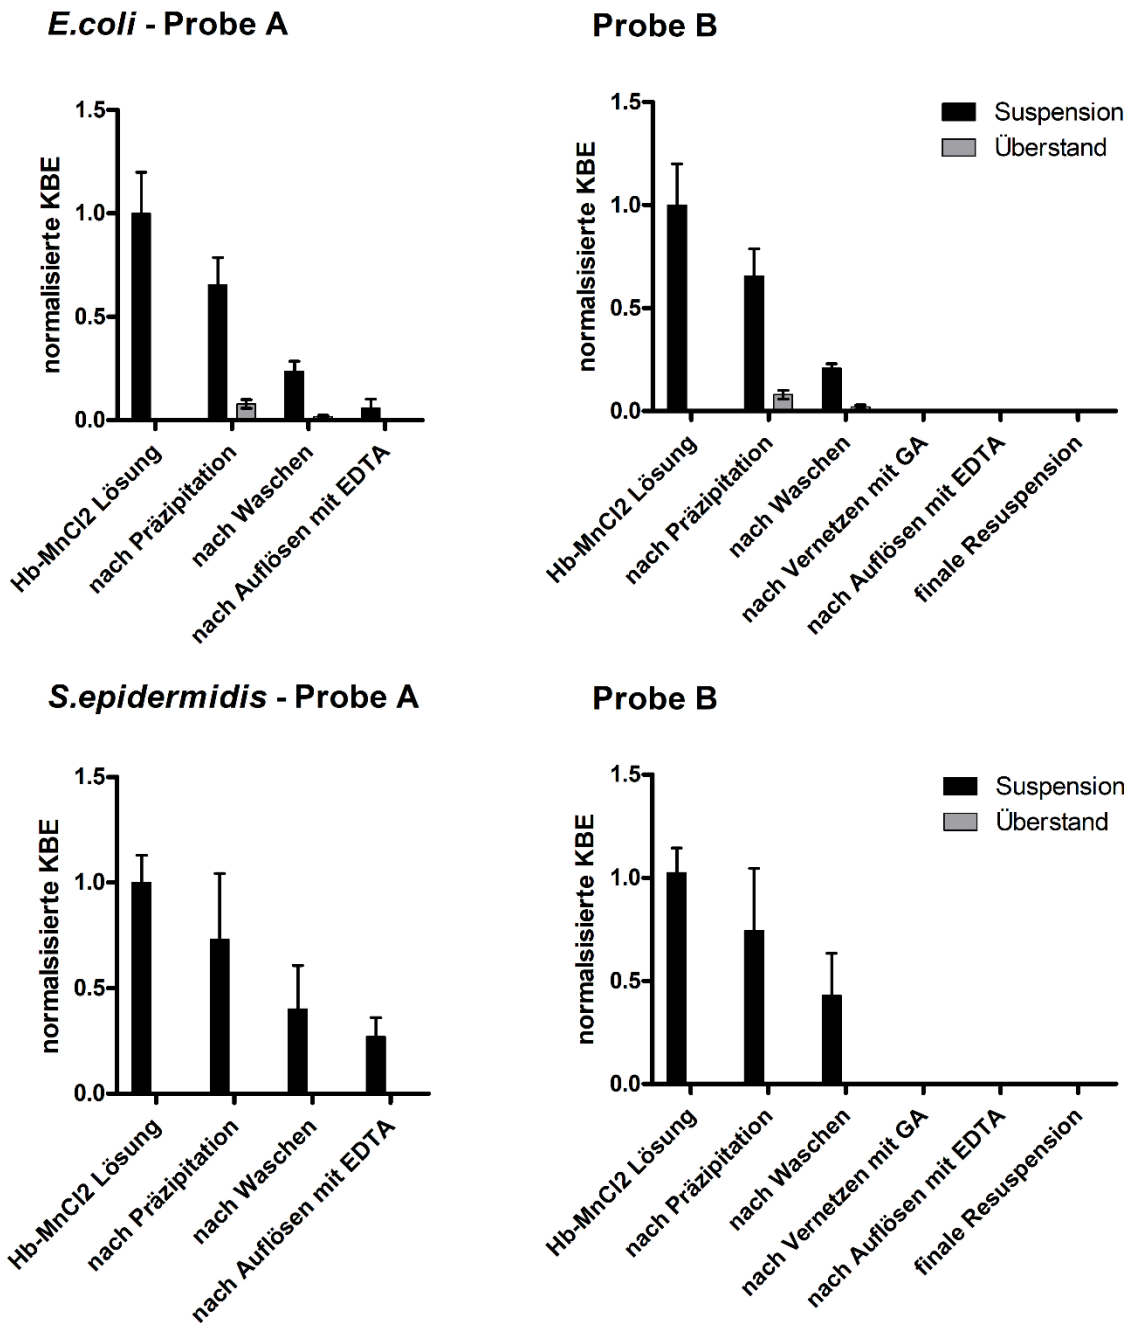 E.coli - Probe A
Probe B
1.5
1.0
0.5
0.0
normalisierte KBE
Hb-MnCl2 Lösung
nach Präzipitation
nach Waschen
nach Auflösen mit EDTA
1.5
1.0
0.5
0.0
normalsisierte KBE
Suspension
Überstand
Hb-MnCl2 Lösung
nach Präzipitation
nach Waschen
nach Vernetzen mit GA
nach Auflösen mit EDTA
finale Resuspension
S.epidermidis - Probe A
Probe B
1.5
1.0
0.5
0.0
normalsisierte KBE
Hb-MnCl2 Lösung
nach Präzipitation
nach Waschen
nach Auflösen mit EDTA
1.5
1.0
0.5
0.0
normalsisierte KBE
Suspension
Überstand
Hb-MnCl2 Lösung
nach Präzipitation
nach Waschen
nach Vernetzen mit GA
nach Auflösen mit EDTA
finale Resuspension